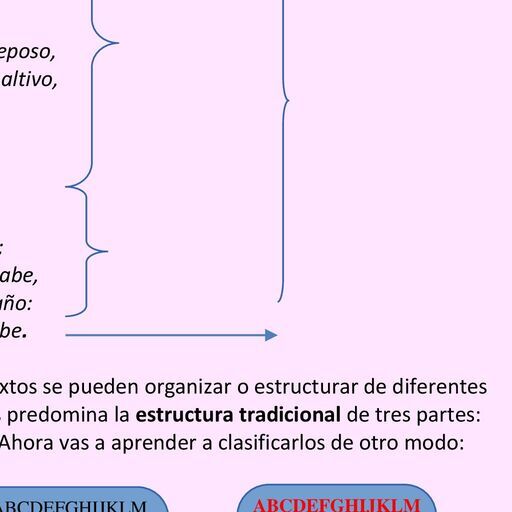 eposo,
altivo,
:
abe,
año:
be.
xtos se pueden organizar o estructurar de diferentes
s predomina la estructura tradicional de tres partes:
Ahora vas a aprender a clasificarlos de otro modo:
ABCDEFGHIJKLM ABCDEFGHIJKLM